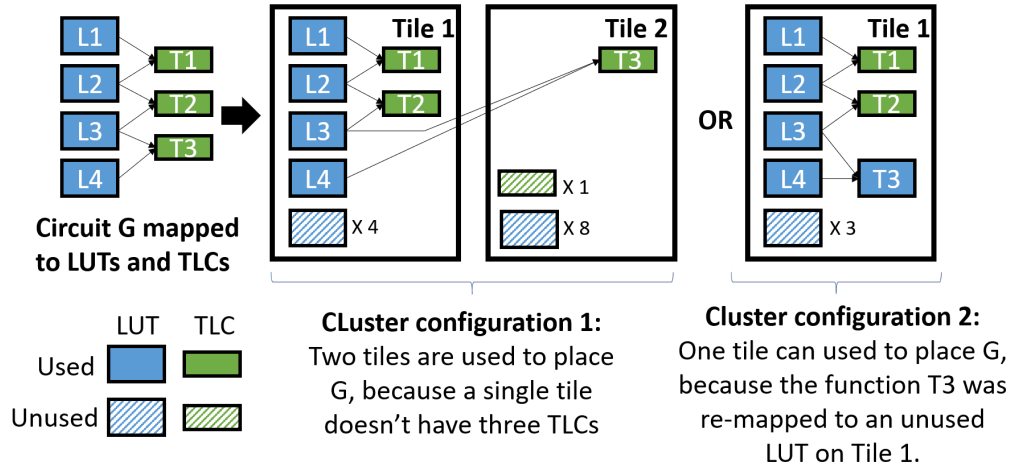 L1
L2
L3
L4
T1
T2
T3
Circuit G mapped
to LUTs and TLCs
Tile 1
L1
L2
L3
L4
T1
T2
X 4
Tile 2
T3
X 1
X 8
CLuster configuration 1:
Two tiles are used to place
G, because a single tile
doesn't have three TLCs
OR
Tile 1
L1
L2
L3
L4
T1
T2
T3
X 3
Cluster configuration 2:
One tile can used to place G,
because the function T3 was
re-mapped to an unused
LUT on Tile 1.
LUT TLC
Used
Unused